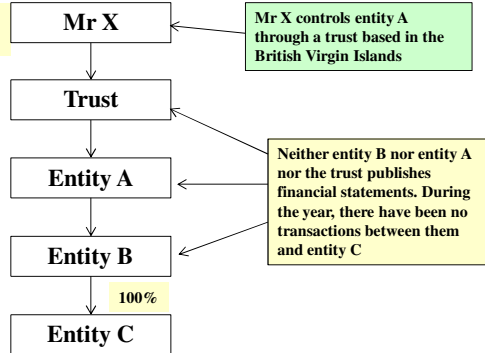 Mr X
Mr X controls entity A
through a trust based in the
British Virgin Islands
Trust
Entity A
Neither entity B nor entity A
nor the trust publishes
financial statements. During
the year, there have been no
transactions between them
and entity C
Entity B
100%
Entity C